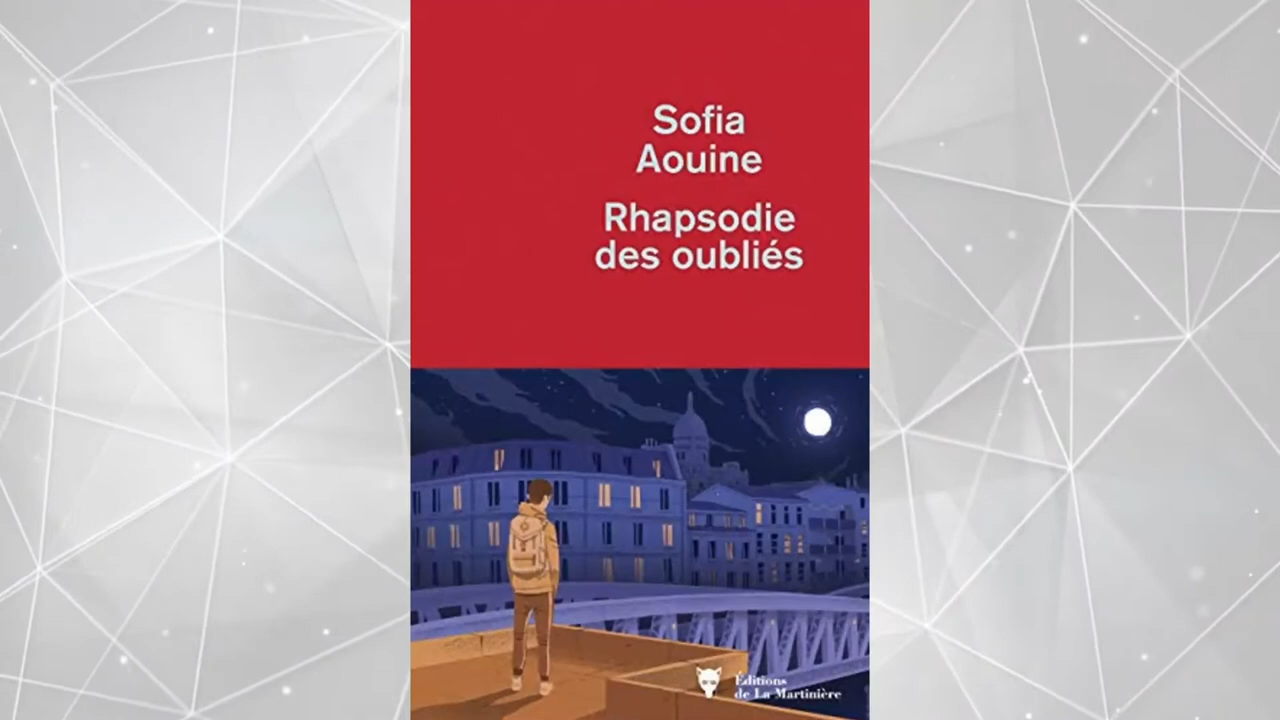 Sofia
Aouine
Rhapsodie
des oubliés
Éditions
de La Martinière